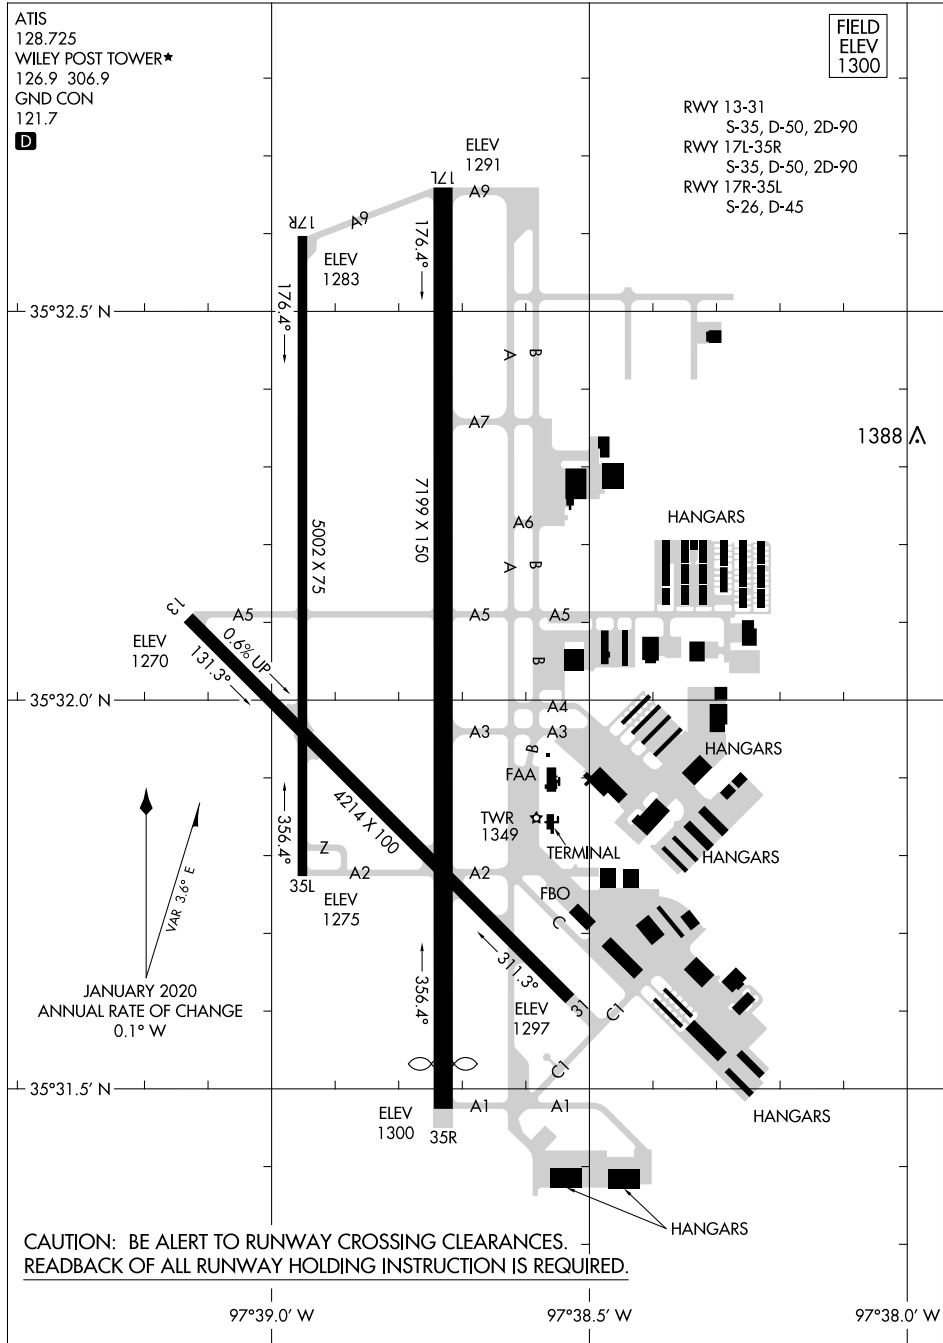 ATIS
128.725
WILEY POST TOWER★
126.9 306.9
GND CON
121.7
D
FIELD
ELEV
1300
RWY 13-31
S-35, D-50, 2D-90
RWY 17L-35R
S-35, D-50, 2D-90
RWY 17R-35L
S-26, D-45
ELEV
1291
17L
A9
A9
17R
ELEV
1283
176.4°
176.4°
35°32.5' N
A
B
A7
1388
7199 X 150
5002 X 75
A6
HANGARS
A
B
13
A5
A5
A5
ELEV
1270
0.6% UP
131.3°
B
35°32.0' N
A4
A3
A3
B
HANGARS
FAA
TWR
1349
TERMINAL
HANGARS
4214 X 100
356.4°
Z
A2
A2
35L
ELEV
1275
FBO
C
VAR 3.6° E
JANUARY 2020
ANNUAL RATE OF CHANGE
0.1° W
356.4°
311.3°
31
ELEV
1297
C1
C1
35°31.5' N
A1
A1
ELEV
1300
35R
HANGARS
HANGARS
CAUTION: BE ALERT TO RUNWAY CROSSING CLEARANCES.
READBACK OF ALL RUNWAY HOLDING INSTRUCTION IS REQUIRED.
97°39.0' W
97°38.5' W
97°38.0' W